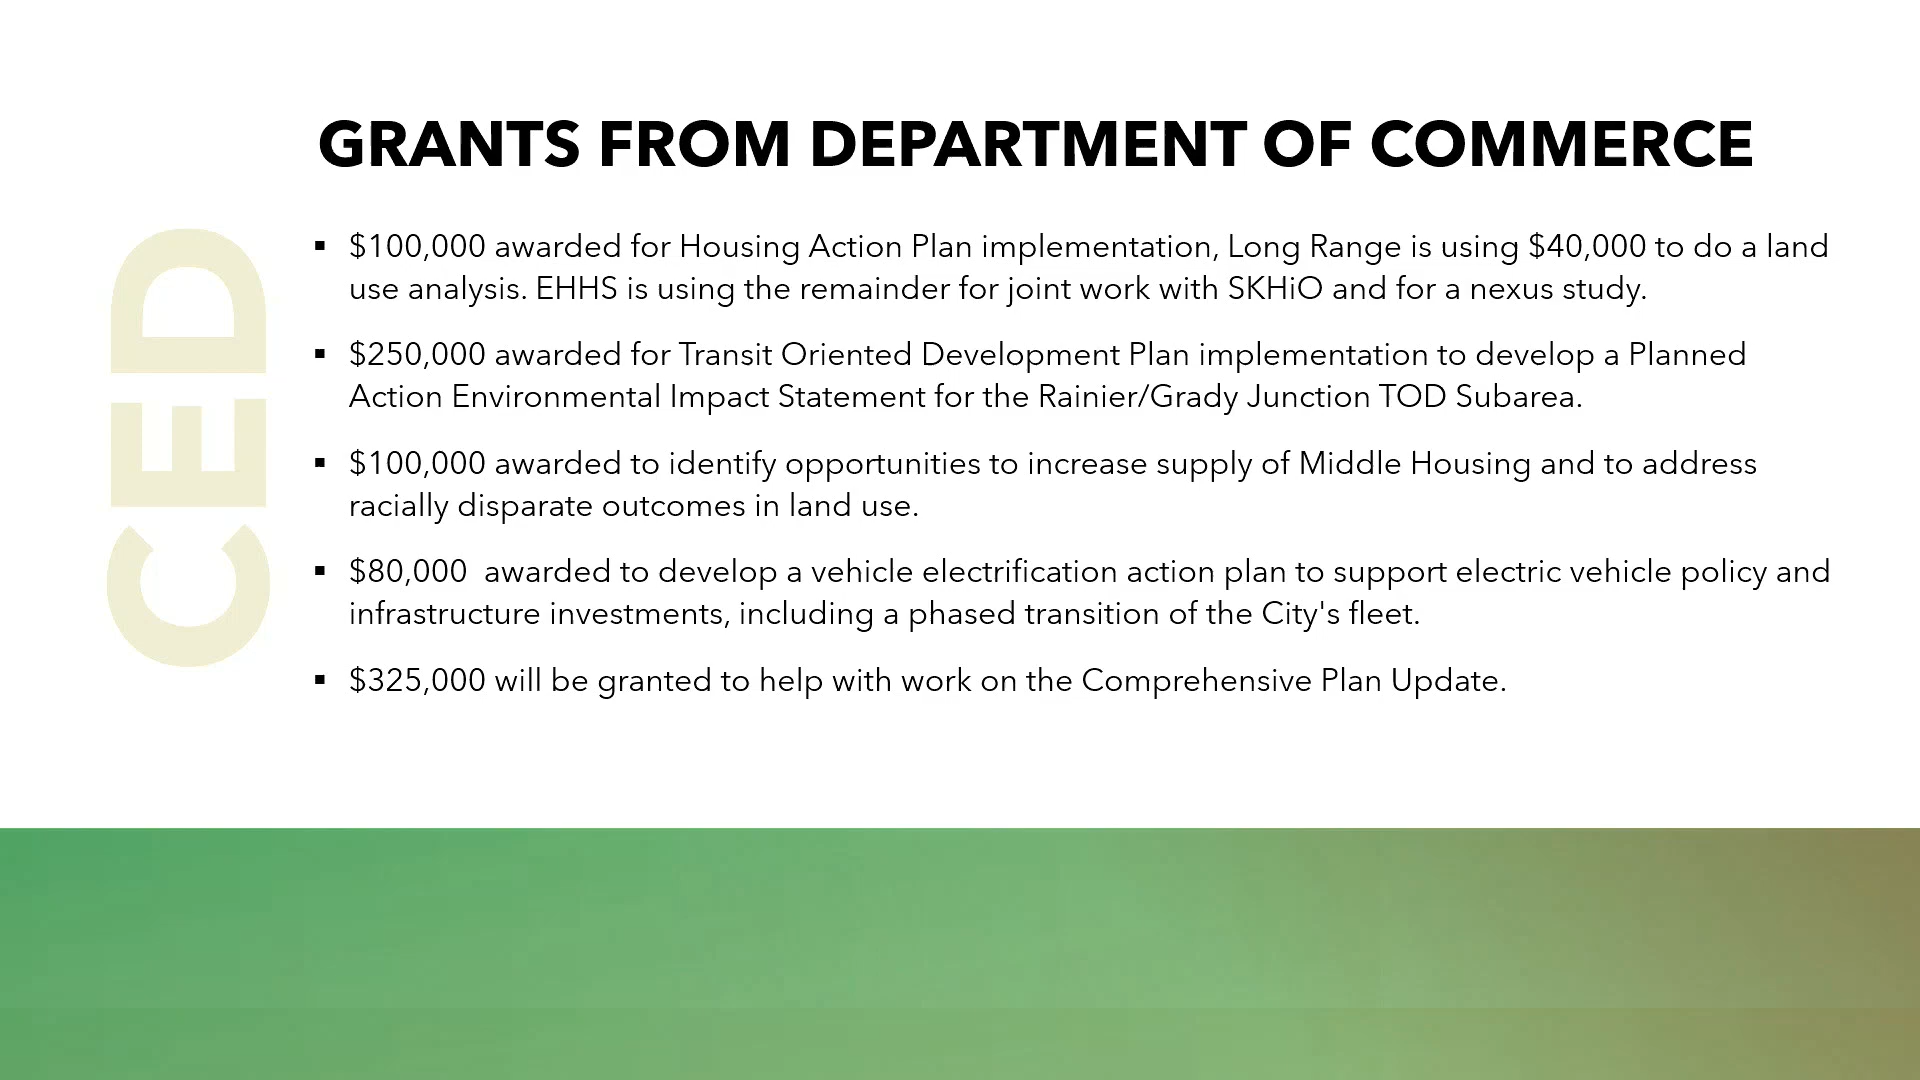 GRANTS FROM DEPARTMENT OF COMMERCE
CED
▪ $100,000 awarded for Housing Action Plan implementation, Long Range is using $40,000 to do a land
use analysis. EHHS is using the remainder for joint work with SKHiO and for a nexus study.
▪ $250,000 awarded for Transit Oriented Development Plan implementation to develop a Planned
Action Environmental Impact Statement for the Rainier/Grady Junction TOD Subarea.
▪ $100,000 awarded to identify opportunities to increase supply of Middle Housing and to address
racially disparate outcomes in land use.
▪ $80,000  awarded to develop a vehicle electrification action plan to support electric vehicle policy and
infrastructure investments, including a phased transition of the City's fleet.
▪ $325,000 will be granted to help with work on the Comprehensive Plan Update.